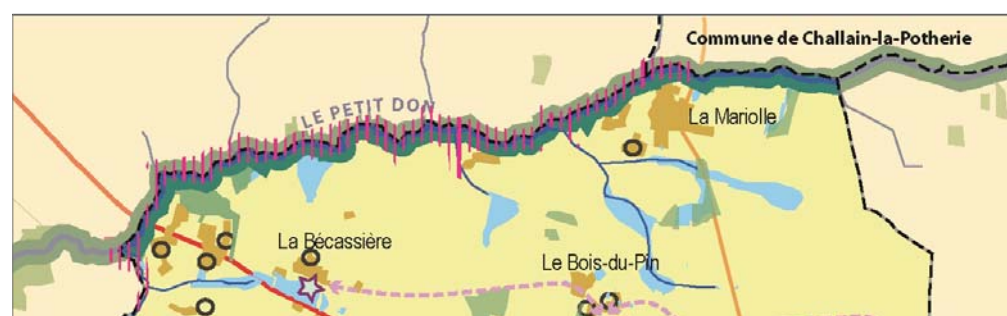 Commune de Challain-la-Potherie
LE PETIT DON
La Mariolle
La Bécassière
Le Bois-du-Pin